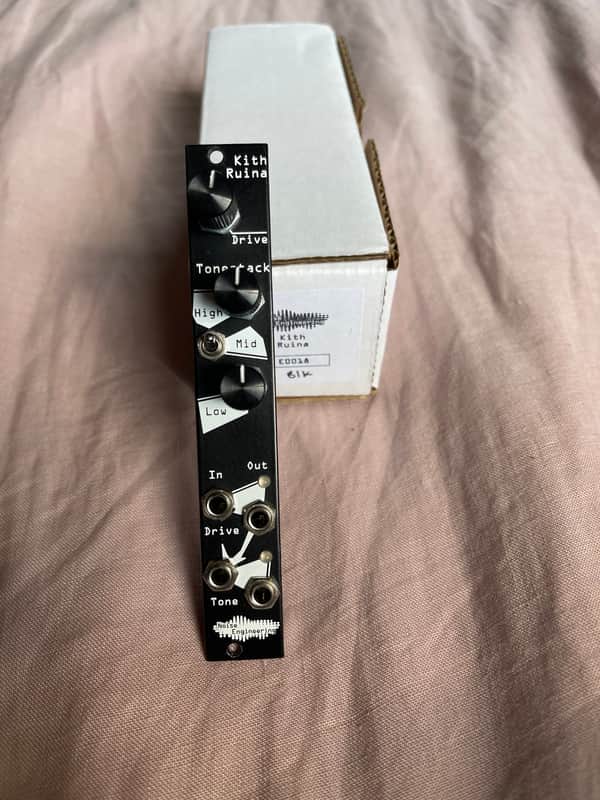 Kith
Ruina
Drive
Tonestack
High
Mid
Low
In
Out
Drive
Tone
Noise
Engineering
Kith
Ruina
E001A
Blk